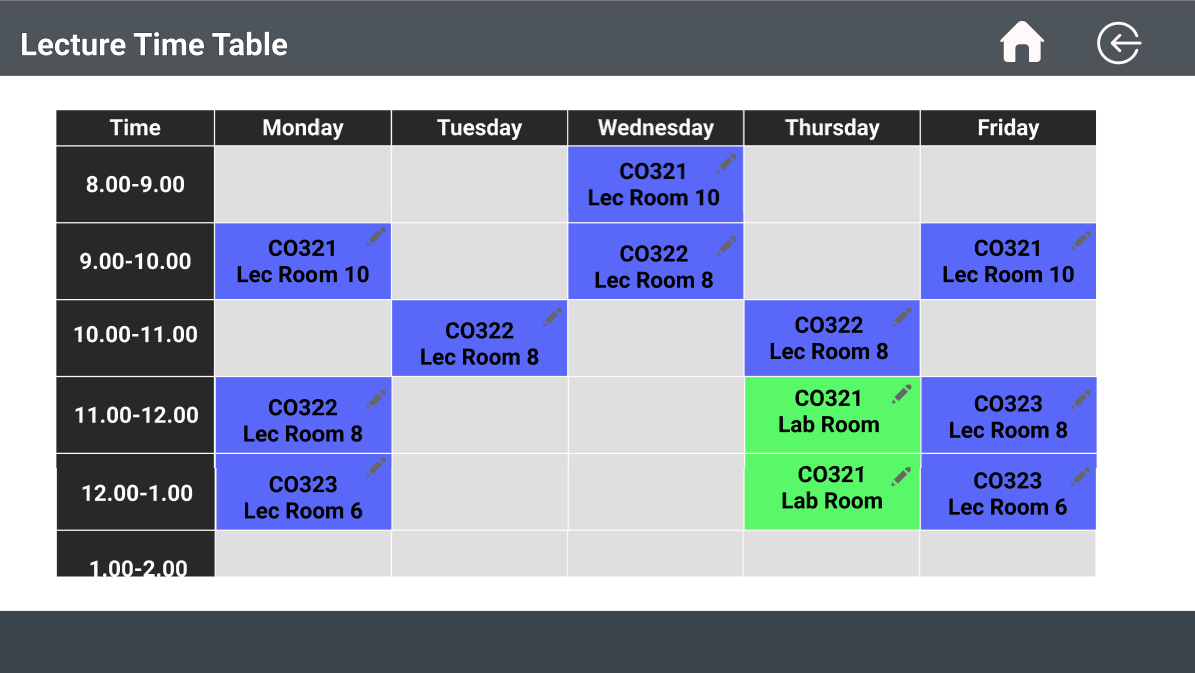 Lecture Time Table
Time Monday Tuesday Wednesday Thursday Friday
8.00-9.00
CO321
Lec Room 10
9.00-10.00
CO321
Lec Room 10
CO322
Lec Room 8
CO321
Lec Room 10
10.00-11.00
CO322
Lec Room 8
CO322
Lec Room 8
11.00-12.00
CO322
Lec Room 8
CO321
Lab Room
CO323
Lec Room 8
12.00-1.00
CO323
Lec Room 6
CO321
Lab Room
CO323
Lec Room 6
1.00-2.00